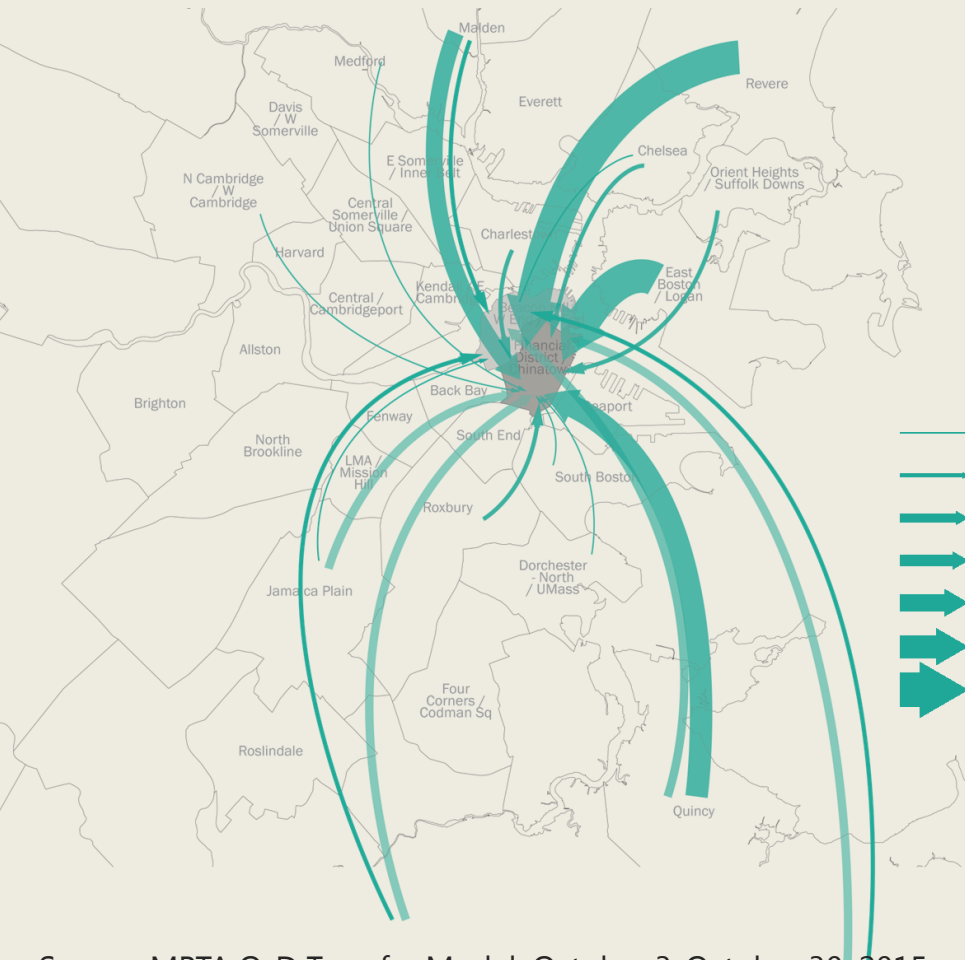 Malden
Medford
Revere
Everett
Davis
/ W
Somerville
Chelsea
E Somerville
/ Inner Belt
Orient Heights
/ Suffolk Downs
N Cambridge
/ W
Cambridge
Central
Somerville /
Union Square
Charlestown
Harvard
East
Boston
/ Logan
Central /
Cambridgeport
Financial
District
Chinatown
Allston
Back Bay
Brighton
Fenway
North
Brookline
South End
LMA /
Mission
Hill
South Boston
Roxbury
Dorchester
- North
/ UMass
Jamaica Plain
Four
Corners /
Codman Sq
Roslindale
Quincy